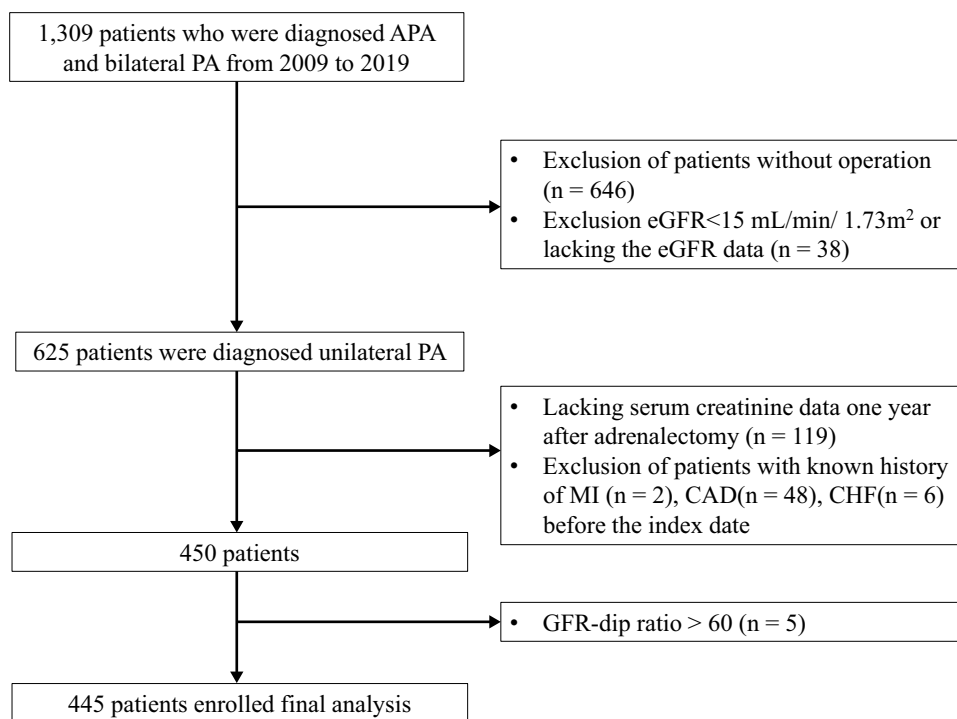 1,309 patients who were diagnosed APA
and bilateral PA from 2009 to 2019
• Exclusion of patients without operation
(n = 646)
• Exclusion eGFR<15 mL/min/ 1.73m² or
lacking the eGFR data (n = 38)
625 patients were diagnosed unilateral PA
• Lacking serum creatinine data one year
after adrenalectomy (n = 119)
• Exclusion of patients with known history
of MI (n = 2), CAD(n = 48), CHF(n = 6)
before the index date
450 patients
• GFR-dip ratio > 60 (n = 5)
445 patients enrolled final analysis